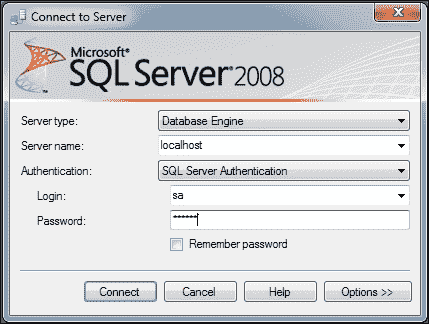 Connect to Server
Microsoft®
SQL Server® 2008
Server type: Database Engine
Server name: localhost
Authentication: SQL Server Authentication
Login: sa
Password: ******
Remember password
Connect Cancel Help Options >>